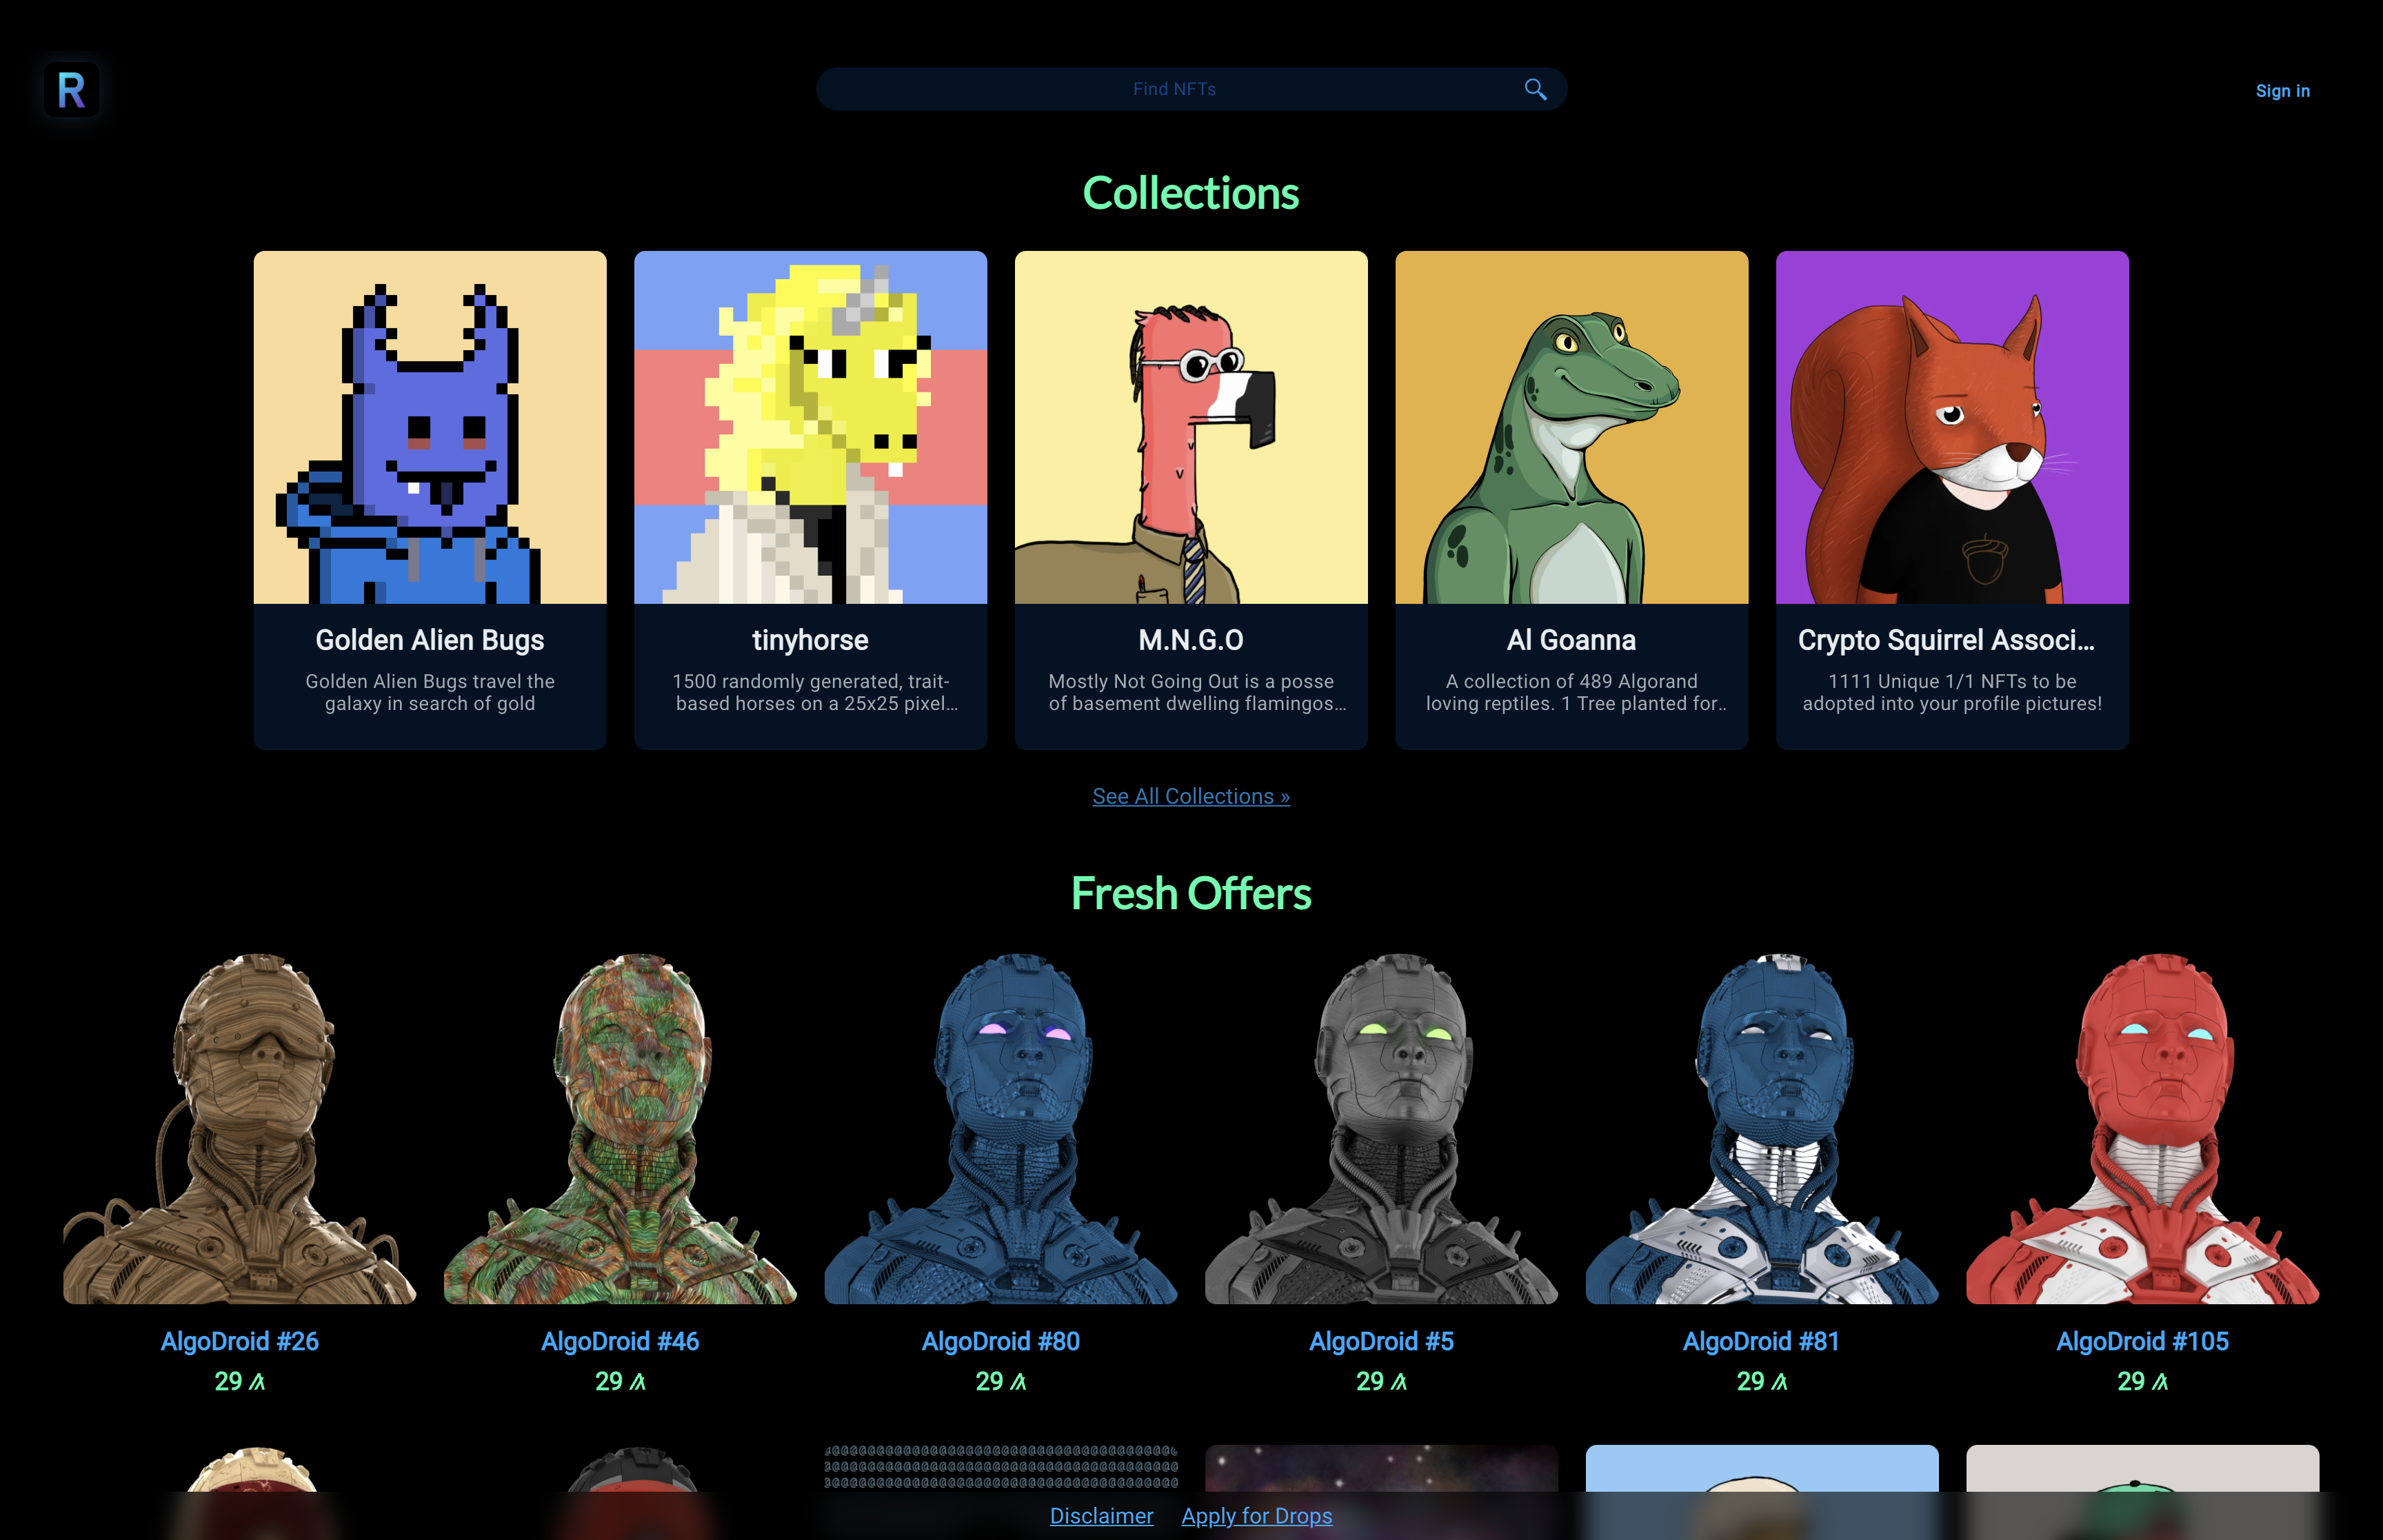 R
Find NFTs
Sign in
Collections
Golden Alien Bugs
Golden Alien Bugs travel the
galaxy in search of gold
tinyhorse
1500 randomly generated, trait-
based horses on a 25x25 pixel...
M.N.G.O
Mostly Not Going Out is a posse
of basement dwelling flamingos...
Al Goanna
A collection of 489 Algorand
loving reptiles. 1 Tree planted for..
Crypto Squirrel Associ...
1111 Unique 1/1 NFTs to be
adopted into your profile pictures!
See All Collections »
Fresh Offers
AlgoDroid #26
29
AlgoDroid #46
29
AlgoDroid #80
29
AlgoDroid #5
29
AlgoDroid #81
29
AlgoDroid #105
29
Disclaimer
Apply for Drops